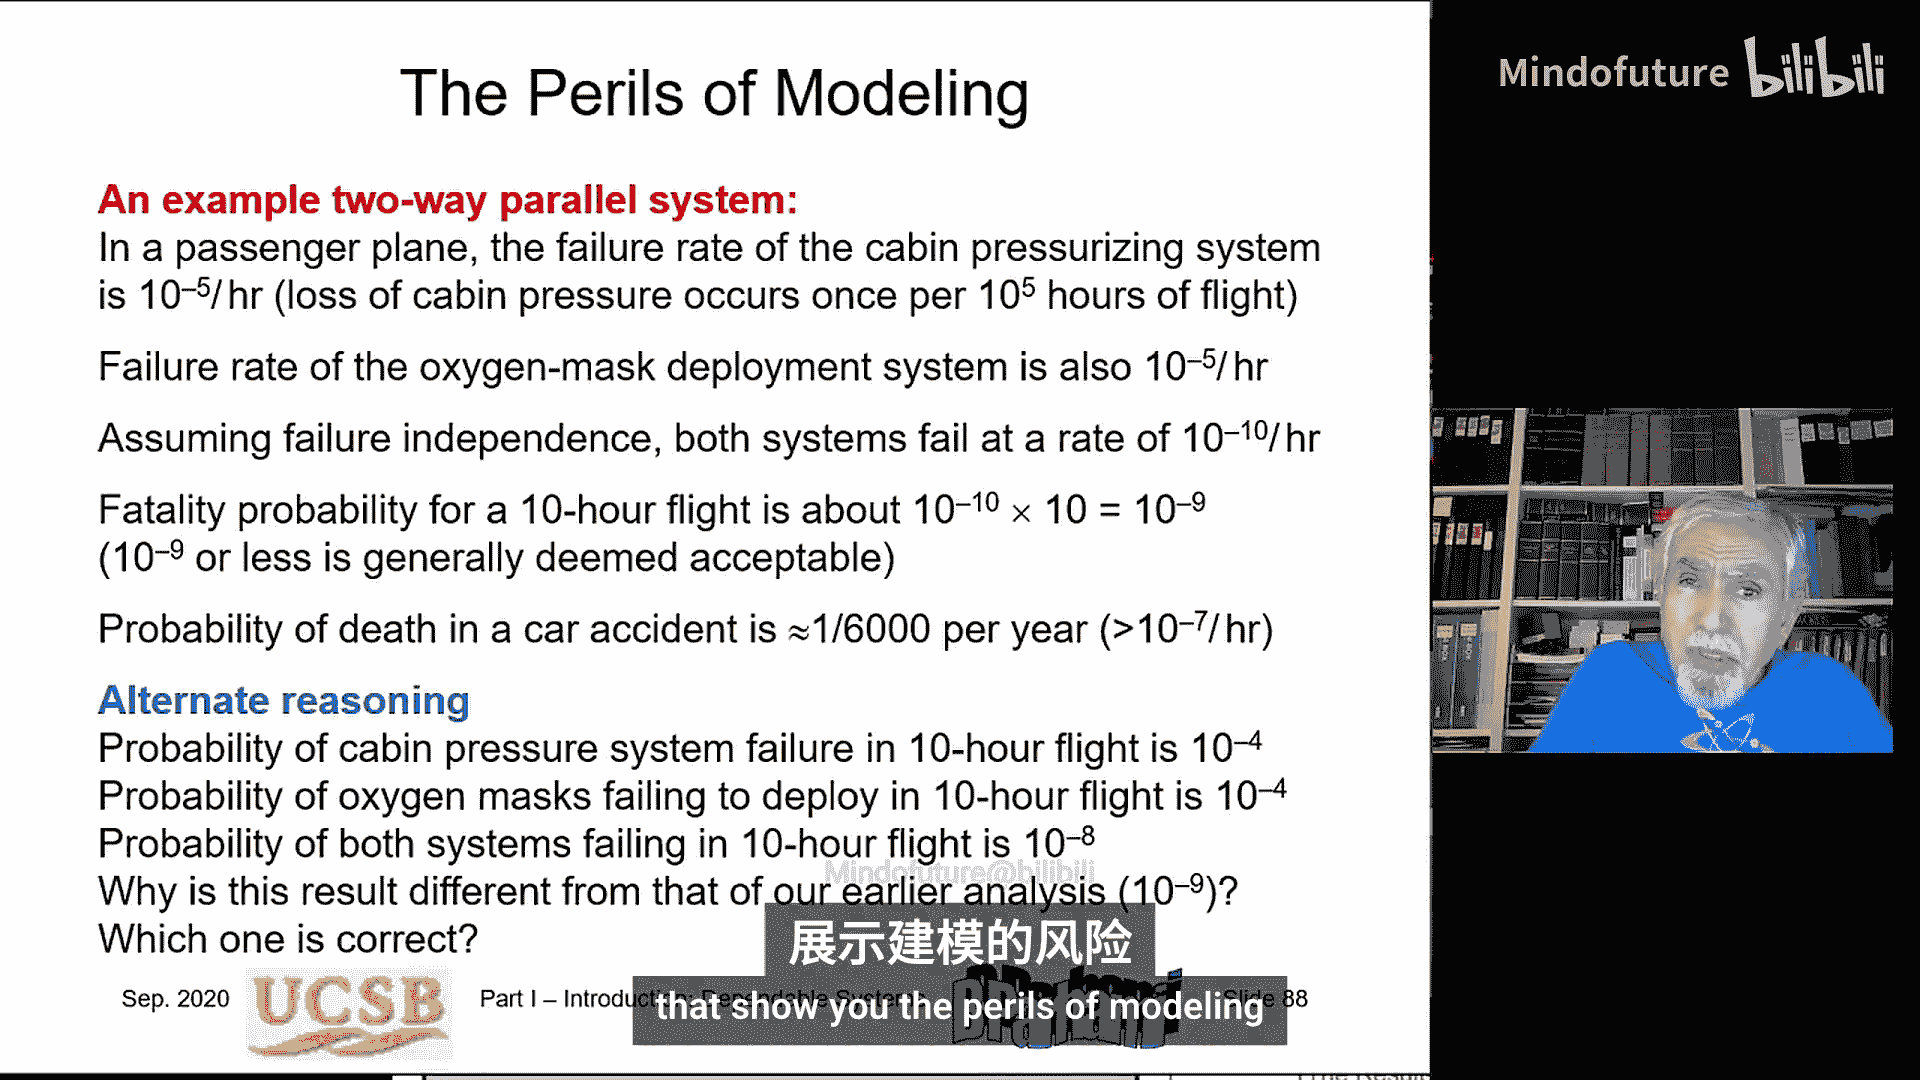 The Perils of Modeling
Mindofuture bilibili
An example two-way parallel system:
In a passenger plane, the failure rate of the cabin pressurizing system
is 10–5/hr (loss of cabin pressure occurs once per 10⁵ hours of flight)
Failure rate of the oxygen-mask deployment system is also 10–5/hr
Assuming failure independence, both systems fail at a rate of 10–10/hr
Fatality probability for a 10-hour flight is about 10–10 × 10 = 10–9
(10–9 or less is generally deemed acceptable)
Probability of death in a car accident is ≈1/6000 per year (>10–7/hr)
Alternate reasoning
Probability of cabin pressure system failure in 10-hour flight is 10–4
Probability of oxygen masks failing to deploy in 10-hour flight is 10–4
Probability of both systems failing in 10-hour flight is 10–8
Mindofuture@bilibili
Why is this result different from that of our earlier analysis (10–9)?
Which one is correct?
展示建模的风险
that show you the perils of modeling
Sep. 2020
UCSB
Part I – Introduction: Dependable Systems
Slide 88